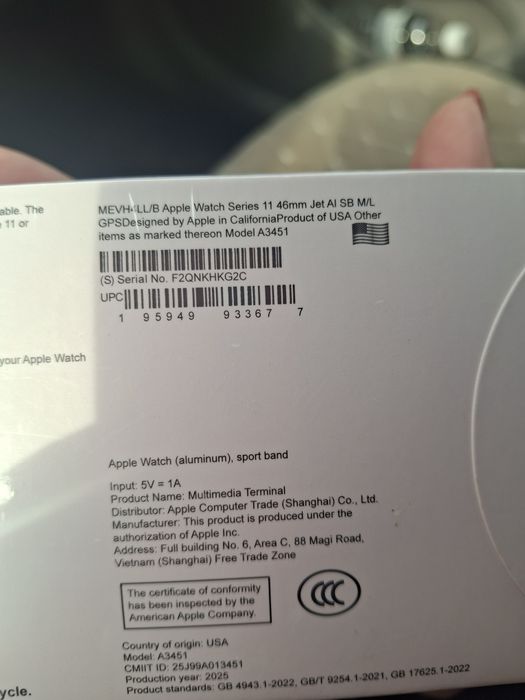 able. The
11 or
MEVH4LL/B Apple Watch Series 11 46mm Jet Al SB M/L
GPSDesigned by Apple in CaliforniaProduct of USA Other
items as marked thereon Model A3451
(S) Serial No. F2QNKHKG2C
UPC
1 95949 93367 7
your Apple Watch
Apple Watch (aluminum), sport band
Input: 5V = 1A
Product Name: Multimedia Terminal
Distributor: Apple Computer Trade (Shanghai) Co., Ltd.
Manufacturer: This product is produced under the
authorization of Apple Inc.
Address: Full building No. 6, Area C, 88 Magi Road,
Vietnam (Shanghai) Free Trade Zone
The certificate of conformity
has been inspected by the
American Apple Company.
CCC
Country of origin: USA
Model: A3451
CMIIT ID: 25J99A013451
Production year: 2025
Product standards: GB 4943.1-2022, GB/T 9254.1-2021, GB 17625.1-2022
ycle.